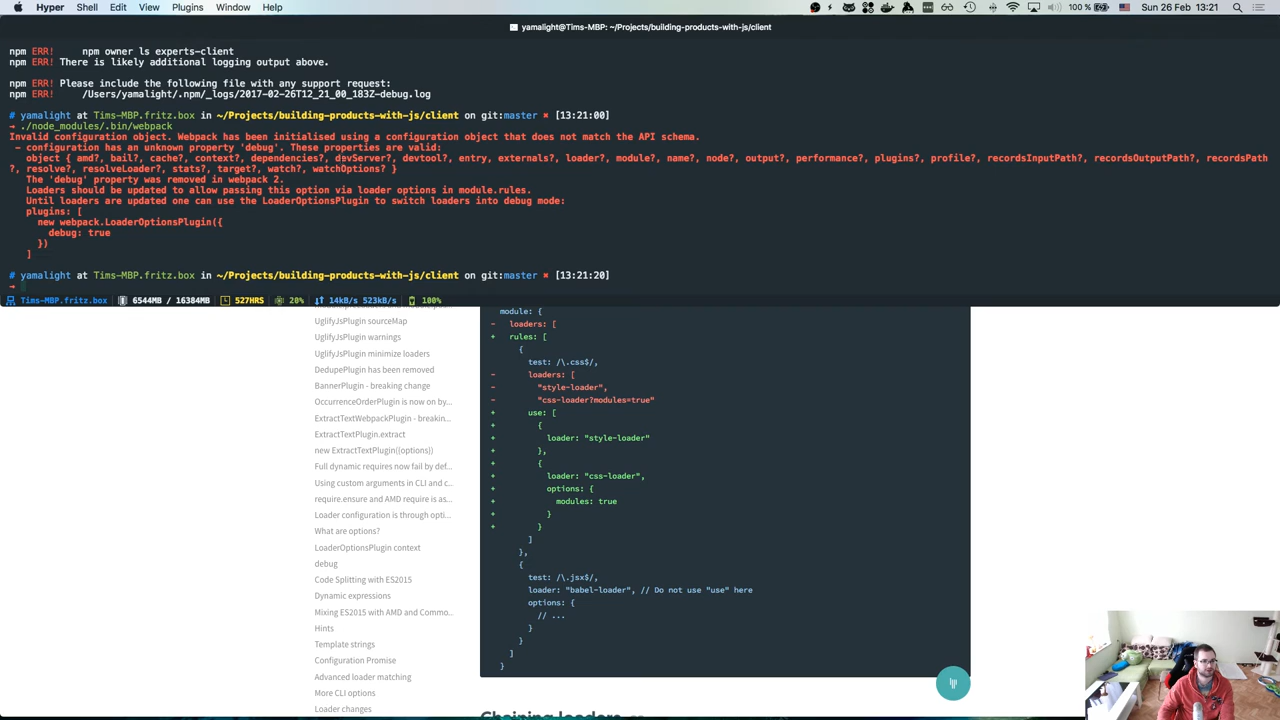 Hyper Shell Edit View Plugins Window Help
100 % Sun 26 Feb 13:21
yamalight@Tims-MBP: ~/Projects/building-products-with-js/client
npm ERR!     npm owner ls experts-client
npm ERR! There is likely additional logging output above.
npm ERR! Please include the following file with any support request:
npm ERR!     /Users/yamalight/.npm/_logs/2017-02-26T12_21_00_183Z-debug.log
# yamalight at Tims-MBP.fritz.box in ~/Projects/building-products-with-js/client on git:master ✖ [13:21:00]
→ ./node_modules/.bin/webpack
Invalid configuration object. Webpack has been initialised using a configuration object that does not match the API schema.
 - configuration has an unknown property 'debug'. These properties are valid:
   object { amd?, bail?, cache?, context?, dependencies?, devServer?, devtool?, entry, externals?, loader?, module?, name?, node?, output?, performance?, plugins?, profile?, recordsInputPath?, recordsOutputPath?, recordsPath
?, resolve?, resolveLoader?, stats?, target?, watch?, watchOptions? }
   The 'debug' property was removed in webpack 2.
   Loaders should be updated to allow passing this option via loader options in module.rules.
   Until loaders are updated one can use the LoaderOptionsPlugin to switch loaders into debug mode:
   plugins: [
     new webpack.LoaderOptionsPlugin({
       debug: true
     })
   ]
# yamalight at Tims-MBP.fritz.box in ~/Projects/building-products-with-js/client on git:master ✖ [13:21:20]
→
Tims-MBP.fritz.box 6544MB / 16384MB 527HRS 20% 14kB/s 523kB/s 100%
UglifyJsPlugin sourceMap
UglifyJsPlugin warnings
UglifyJsPlugin minimize loaders
DedupePlugin has been removed
BannerPlugin - breaking change
OccurrenceOrderPlugin is now on by...
ExtractTextWebpackPlugin - breakin...
ExtractTextPlugin.extract
new ExtractTextPlugin({options})
Full dynamic requires now fail by def...
Using custom arguments in CLI and c...
require.ensure and AMD require is as...
Loader configuration is through opti...
What are options?
LoaderOptionsPlugin context
debug
Code Splitting with ES2015
Dynamic expressions
Mixing ES2015 with AMD and Commo...
Hints
Template strings
Configuration Promise
Advanced loader matching
More CLI options
Loader changes
  module: {
-   loaders: [
+   rules: [
      {
        test: /\.css$/,
-       loaders: [
-         "style-loader",
-         "css-loader?modules=true"
+       use: [
+         {
+           loader: "style-loader"
+         },
+         {
+           loader: "css-loader",
+           options: {
+             modules: true
+           }
+         }
        ]
      },
      {
        test: /\.jsx$/,
        loader: "babel-loader", // Do not use "use" here
        options: {
          // ...
        }
      }
    ]
  }
Chaining loaders